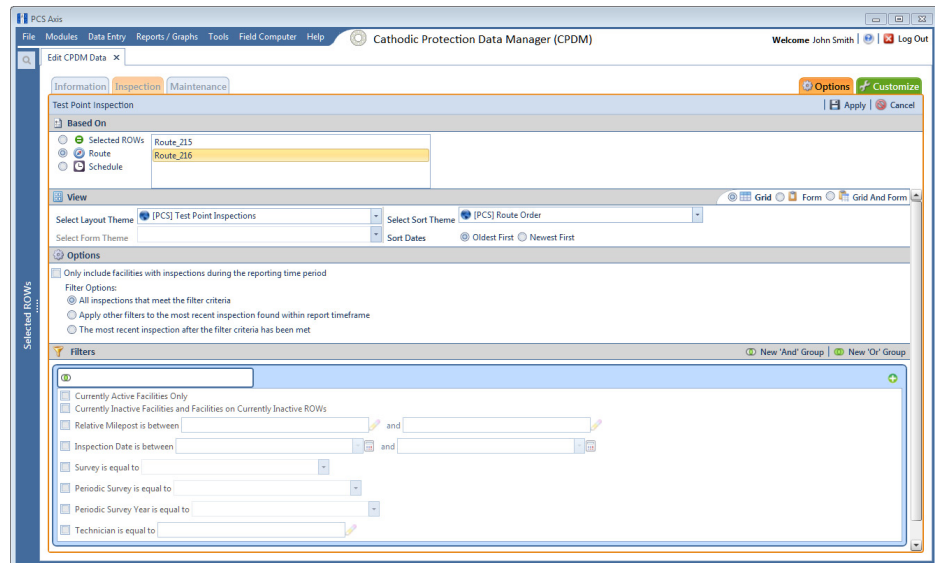 PCS Axis
File Modules Data Entry Reports / Graphs Tools Field Computer Help Cathodic Protection Data Manager (CPDM) Welcome John Smith | | Log Out
Edit CPDM Data x
Information Inspection Maintenance Options Customize
Test Point Inspection | Apply | Cancel
Based On
Selected ROWs Route_215
Route Route_216
Schedule
View Grid Form Grid And Form
Select Layout Theme [PCS] Test Point Inspections Select Sort Theme [PCS] Route Order
Select Form Theme Sort Dates Oldest First Newest First
Options
Only include facilities with inspections during the reporting time period
Filter Options:
All inspections that meet the filter criteria
Apply other filters to the most recent inspection found within report timeframe
The most recent inspection after the filter criteria has been met
Selected ROWs
Filters New 'And' Group | New 'Or' Group
Currently Active Facilities Only
Currently Inactive Facilities and Facilities on Currently Inactive ROWs
Relative Milepost is between and
Inspection Date is between and
Survey is equal to
Periodic Survey is equal to
Periodic Survey Year is equal to
Technician is equal to